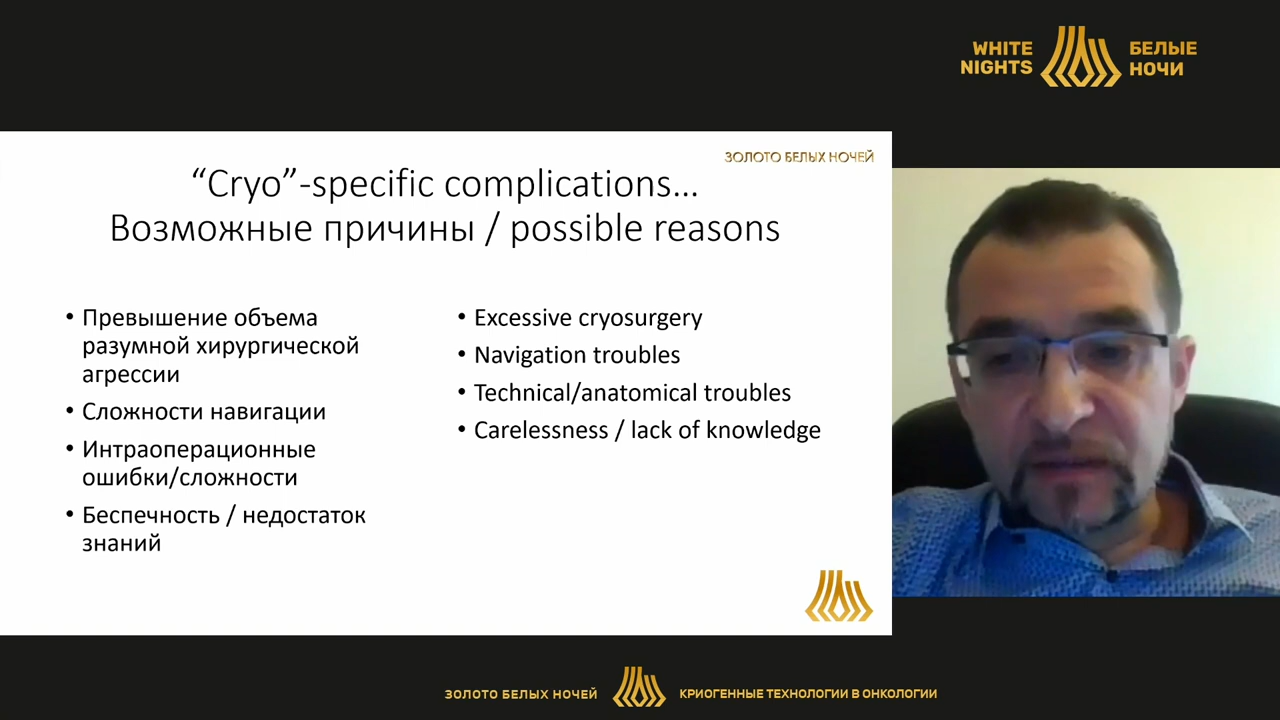 WHITE
NIGHTS
БЕЛЫЕ
НОЧИ
ЗОЛОТО БЕЛЫХ НОЧЕЙ
“Cryo”-specific complications…
Возможные причины / possible reasons
• Превышение объема
разумной хирургической
агрессии
• Сложности навигации
• Интраоперационные
ошибки/сложности
• Беспечность / недостаток
знаний
• Excessive cryosurgery
• Navigation troubles
• Technical/anatomical troubles
• Carelessness / lack of knowledge
ЗОЛОТО БЕЛЫХ НОЧЕЙ
КРИОГЕННЫЕ ТЕХНОЛОГИИ В ОНКОЛОГИИ